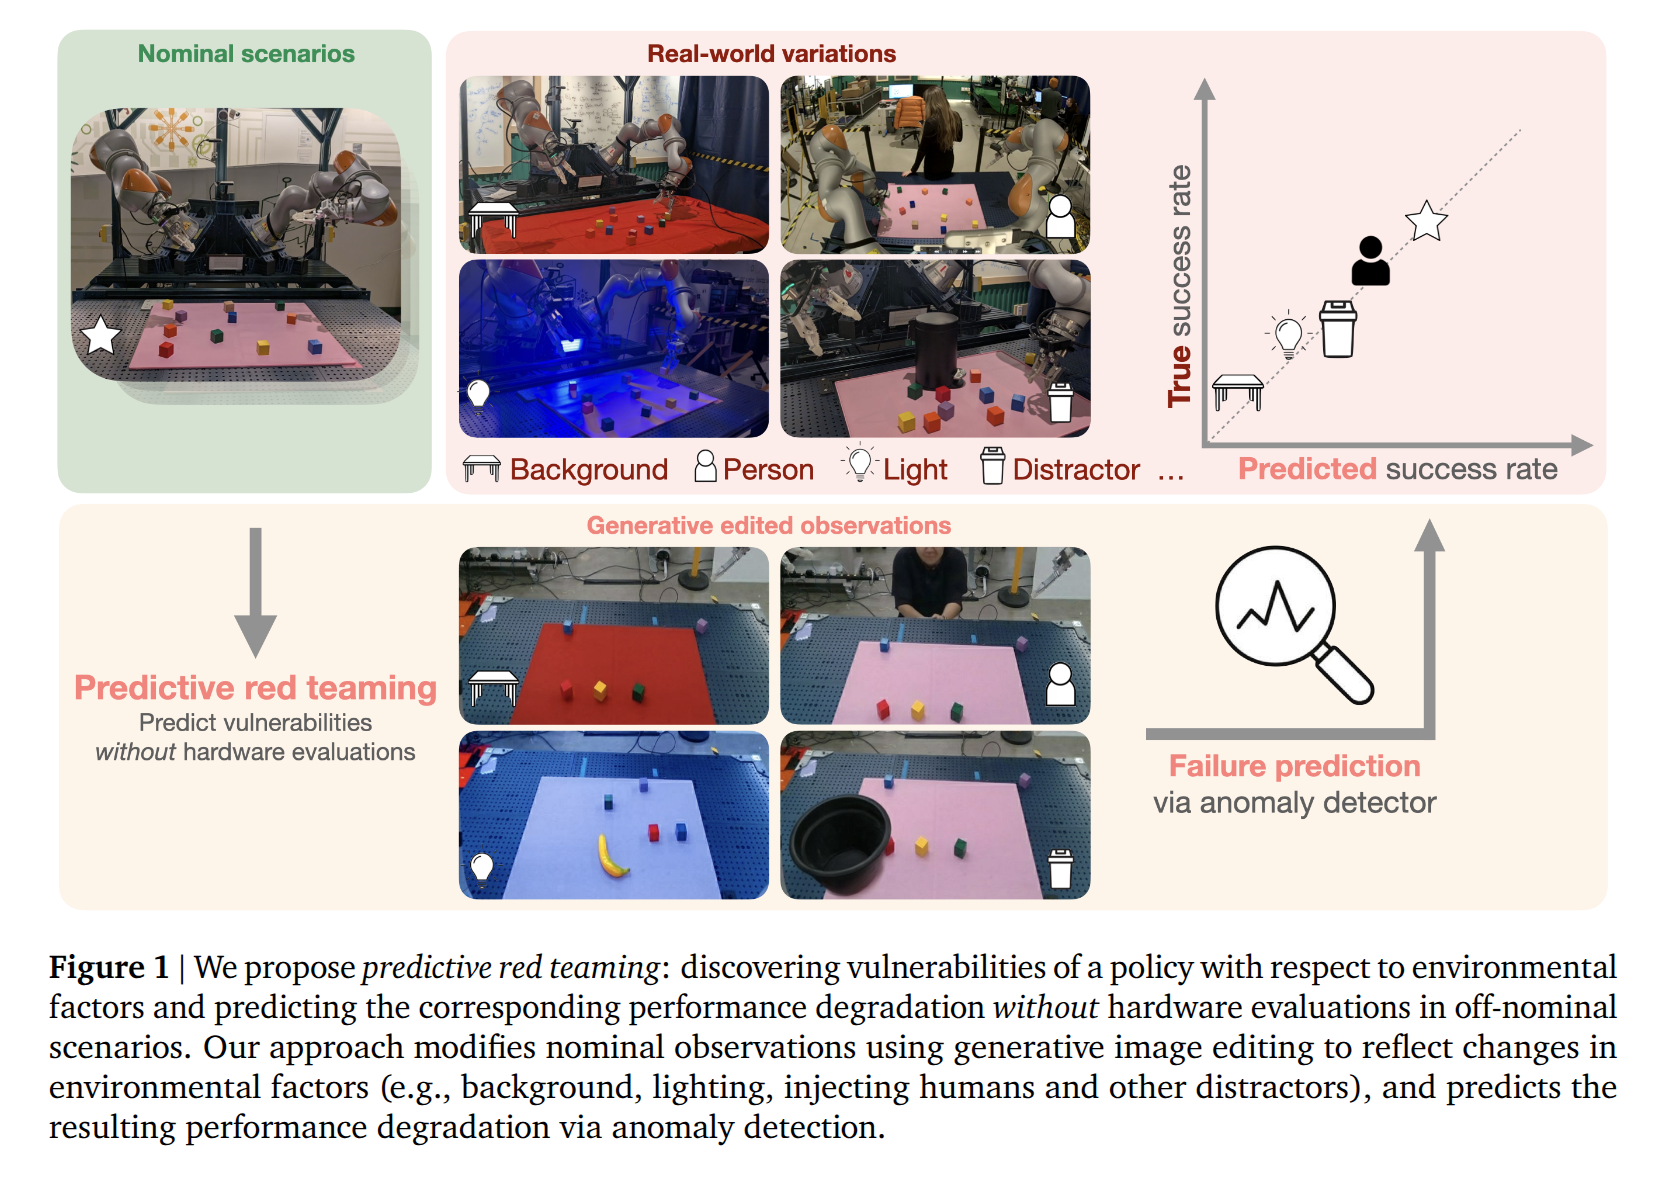 Nominal scenarios
Real-world variations
Background
Person
Light
Distractor ...
True success rate
Predicted success rate
Generative edited observations
Predictive red teaming
Predict vulnerabilities
without hardware evaluations
Failure prediction
via anomaly detector
Figure 1 | We propose predictive red teaming: discovering vulnerabilities of a policy with respect to environmental
factors and predicting the corresponding performance degradation without hardware evaluations in off-nominal
scenarios. Our approach modifies nominal observations using generative image editing to reflect changes in
environmental factors (e.g., background, lighting, injecting humans and other distractors), and predicts the
resulting performance degradation via anomaly detection.